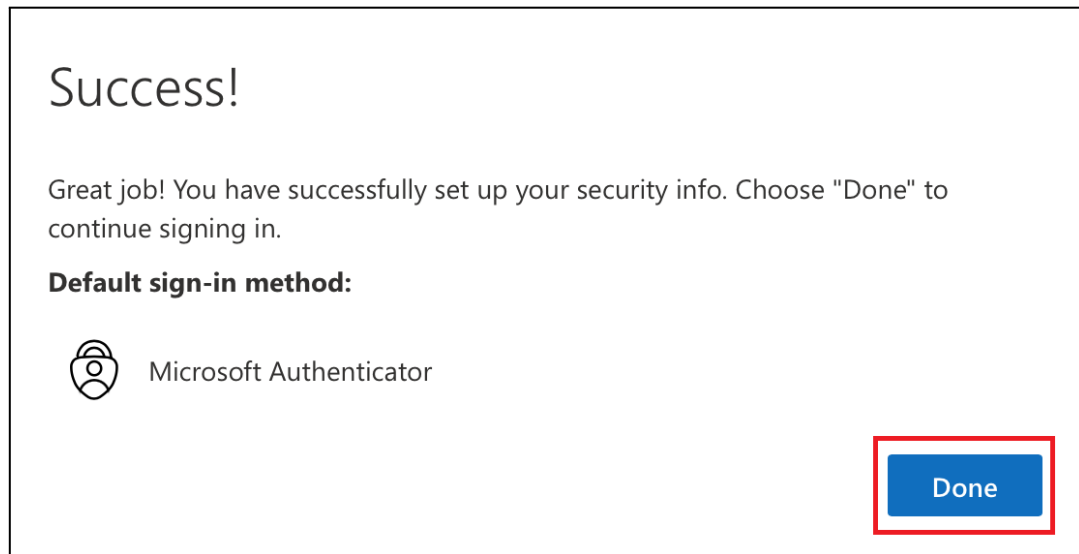 Success!
Great job! You have successfully set up your security info. Choose "Done" to
continue signing in.
Default sign-in method:
Microsoft Authenticator
Done